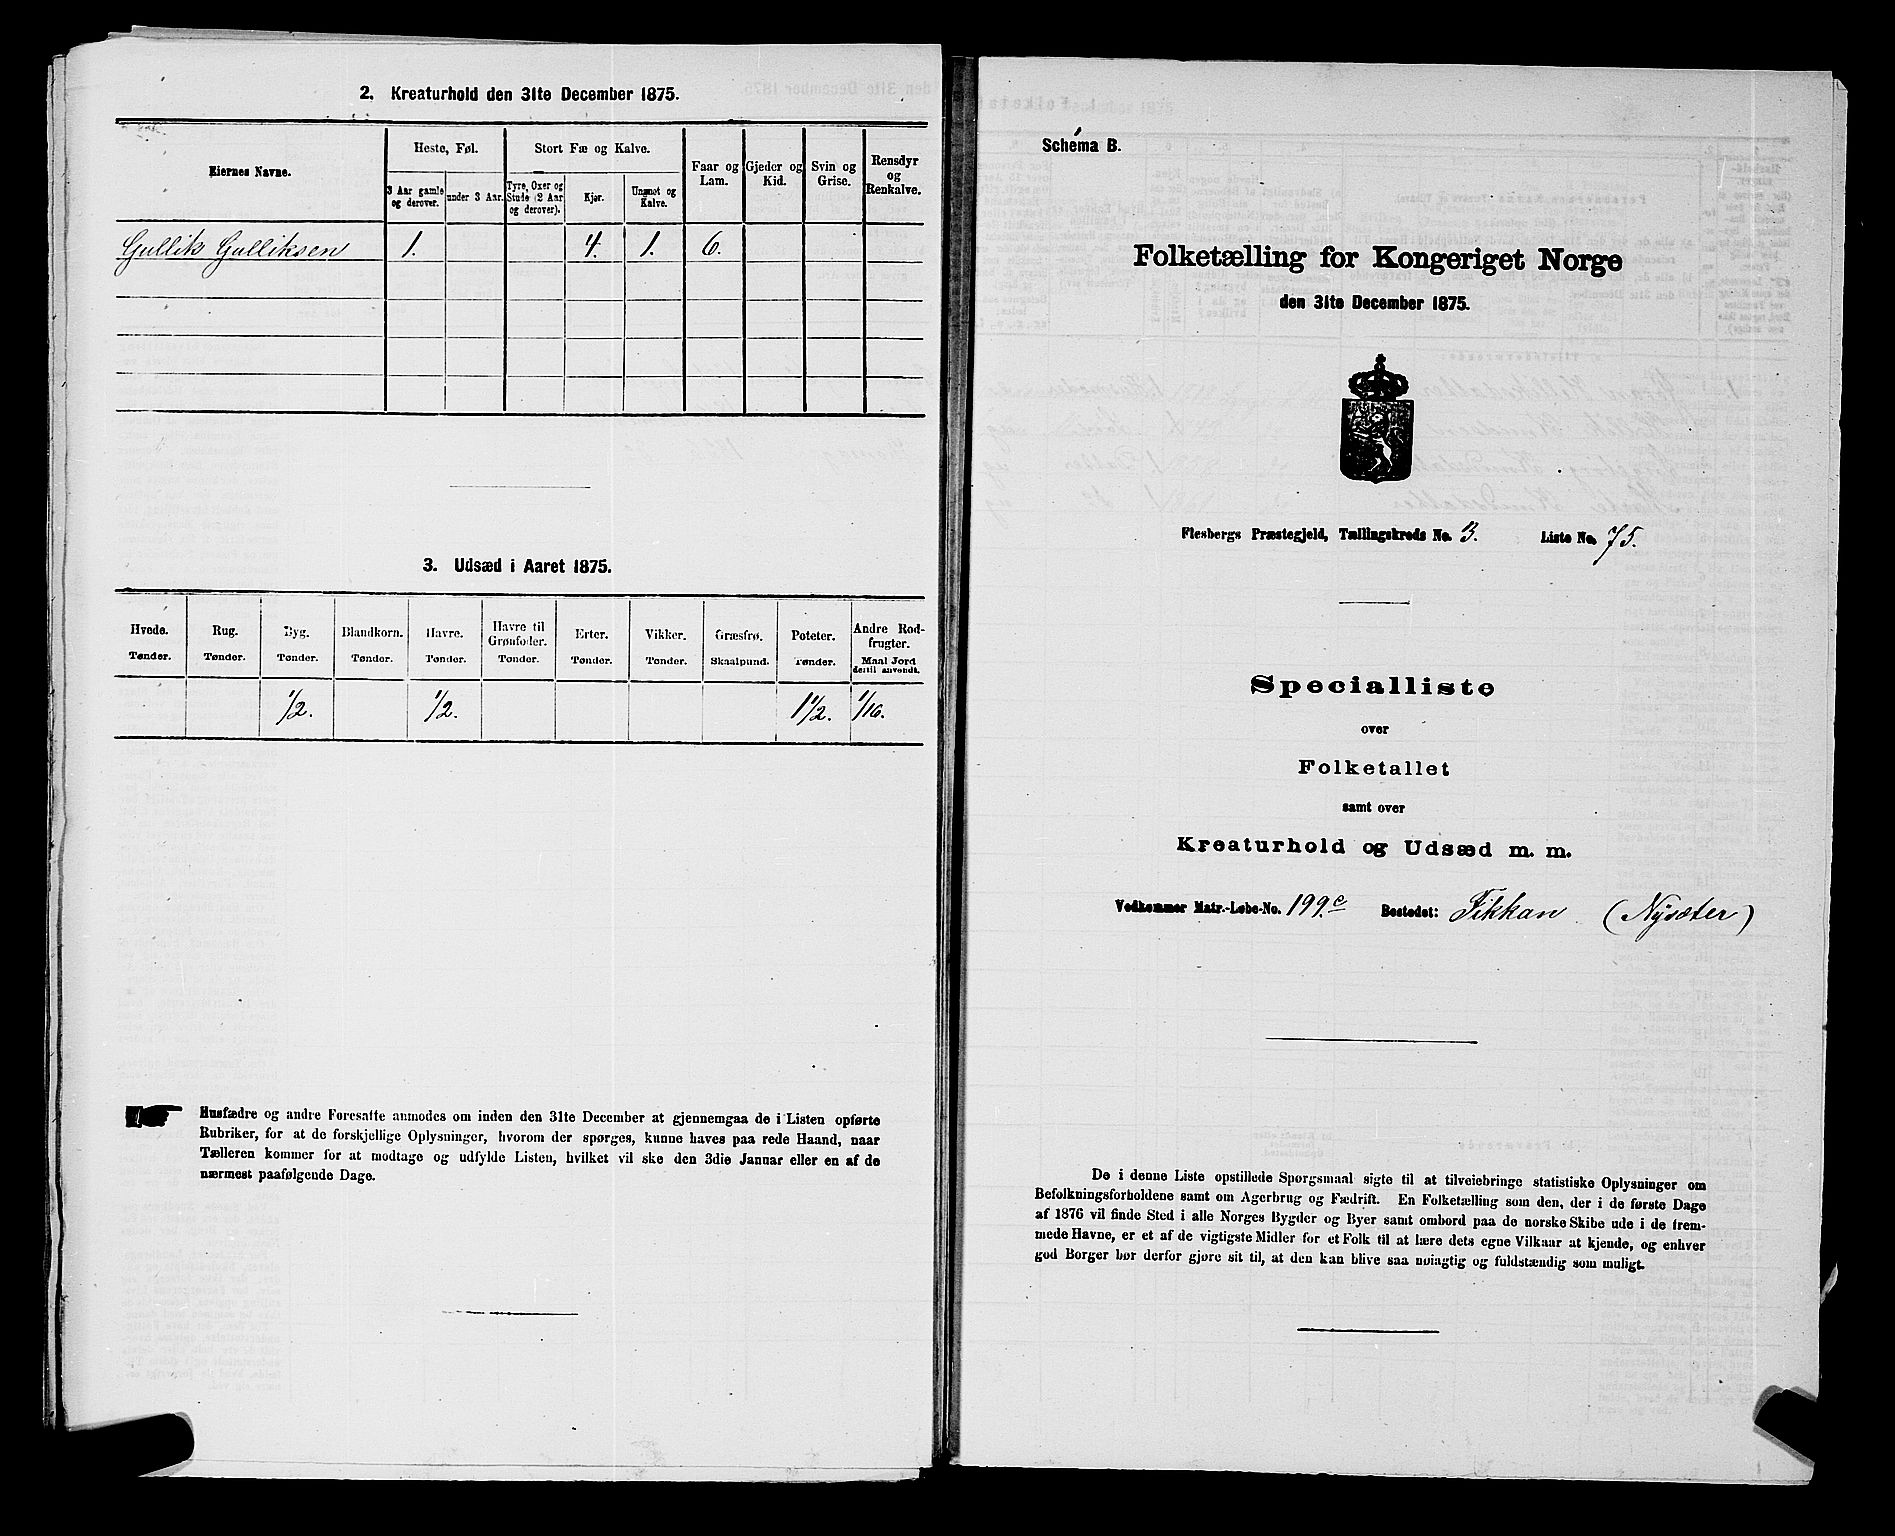 2. Kreaturhold den 31te December 1875.
Eiernes Navne.
Heste, Føl.
Stort Fæ og Kalve.
Faar og Lam.
Gjeder og Kid.
Svin og Grise.
Rensdyr og Renkalve.
3 Aar gamle og derover.
under 3 Aar.
Tyre, Oxer og Stude (2 Aar og derover).
Kjør.
Ungnøt og Kalve.
Gullik Gulliksen 1. 4. 1. 6.
3. Udsæd i Aaret 1875.
Hvede. Rug. Byg. Blandkorn. Havre. Havre til Grønfoder. Erter. Vikker. Græsfrø. Poteter. Andre Rodfrugter.
Tønder. Tønder. Tønder. Tønder. Tønder. Tønder. Tønder. Tønder. Skaalpund. Tønder. Maal Jord dertil anvendt.
1/2. 1/2. 1 1/2. 1/16.
Husfædre og andre Foresatte anmodes om inden den 31te December at gjennemgaa de i Listen opførte
Rubriker, for at de forskjellige Oplysninger, hvorom der spørges, kunne haves paa rede Haand, naar
Tælleren kommer for at modtage og udfylde Listen, hvilket vil ske den 3die Januar eller en af de
nærmest paafølgende Dage.
Schema B.
Folketælling for Kongeriget Norge
den 31te December 1875.
Flesbergs Præstegjeld, Tællingskreds No. 3. Liste No. 75.
Specialliste
over
Folketallet
samt over
Kreaturhold og Udsæd m. m.
Vedkommer Matr.-Løbe-No. 199.c Bostedet: Fikkan (Nysæter)
De i denne Liste opstillede Spørgsmaal sigte til at tilveiebringe statistiske Oplysninger om
Befolkningsforholdene samt om Agerbrug og Fædrift. En Folketælling som den, der i de første Dage
af 1876 vil finde Sted i alle Norges Bygder og Byer samt ombord paa de norske Skibe ude i de frem-
mede Havne, er et af de vigtigste Midler for et Folk til at lære dets egne Vilkaar at kjende, og enhver
god Borger bør derfor gjøre sit til, at den kan blive saa nøiagtig og fuldstændig som muligt.